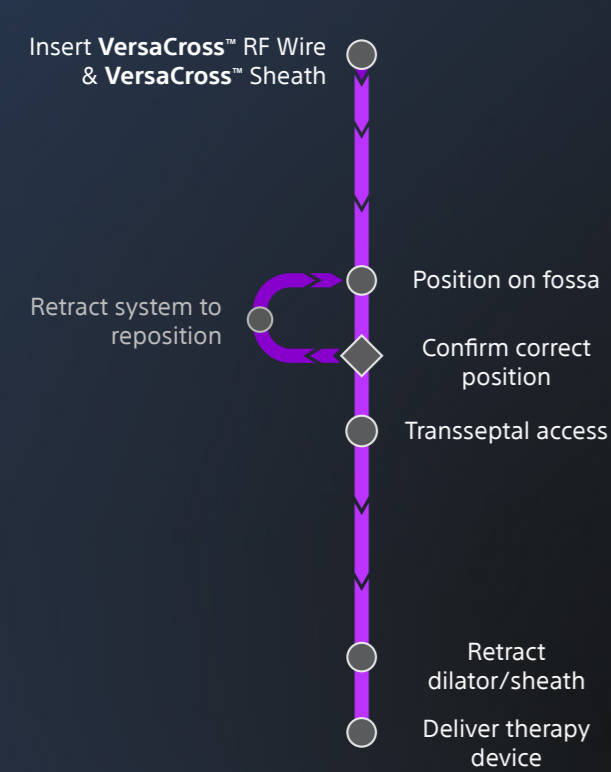 Insert VersaCross™ RF Wire
& VersaCross™ Sheath
Position on fossa
Retract system to
reposition
Confirm correct
position
Transseptal access
Retract
dilator/sheath
Deliver therapy
device